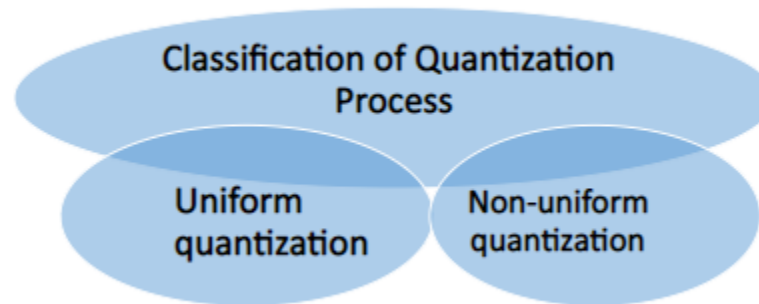 Classification of Quantization
Process
Uniform
quantization
Non-uniform
quantization